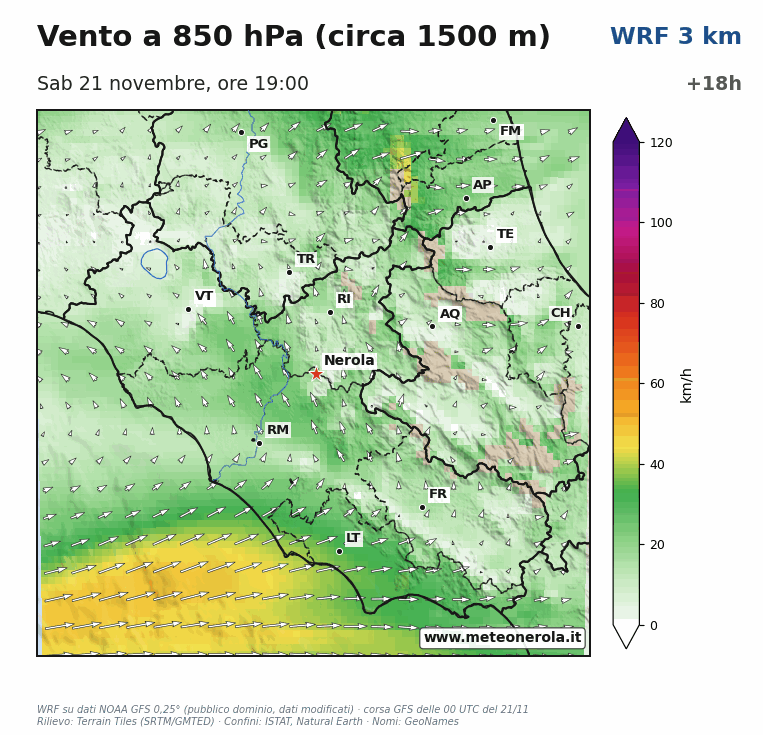 Vento a 850 hPa (circa 1500 m)
WRF 3 km
Sab 21 novembre, ore 19:00
+18h
FM
PG
AP
TE
TR
VT
RI
AQ
CH
Nerola
RM
FR
LT
www.meteonerola.it
120
100
80
60
40
20
0
km/h
WRF su dati NOAA GFS 0,25° (pubblico dominio, dati modificati) · corsa GFS delle 00 UTC del 21/11
Rilievo: Terrain Tiles (SRTM/GMTED) · Confini: ISTAT, Natural Earth · Nomi: GeoNames